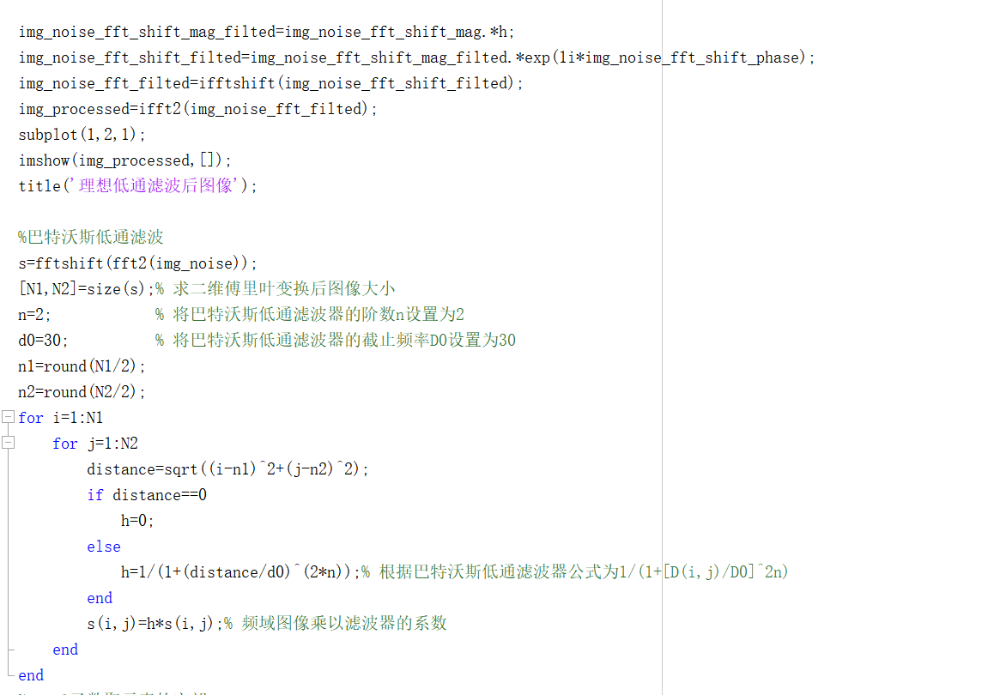 img_noise_fft_shift_mag_filted=img_noise_fft_shift_mag.*h;
img_noise_fft_shift_filted=img_noise_fft_shift_mag_filted.*exp(1i*img_noise_fft_shift_phase);
img_noise_fft_filted=ifftshift(img_noise_fft_shift_filted);
img_processed=ifft2(img_noise_fft_filted);
subplot(1,2,1);
imshow(img_processed,[]);
title('理想低通滤波后图像');
%巴特沃斯低通滤波
s=fftshift(fft2(img_noise));
[N1,N2]=size(s);% 求二维傅里叶变换后图像大小
n=2; % 将巴特沃斯低通滤波器的阶数n设置为2
d0=30; % 将巴特沃斯低通滤波器的截止频率D0设置为30
n1=round(N1/2);
n2=round(N2/2);
for i=1:N1
for j=1:N2
distance=sqrt((i-n1)^2+(j-n2)^2);
if distance==0
h=0;
else
h=1/(1+(distance/d0)^(2*n));% 根据巴特沃斯低通滤波器公式为1/(1+[D(i,j)/D0]^2n)
end
s(i,j)=h*s(i,j);% 频域图像乘以滤波器的系数
end
end